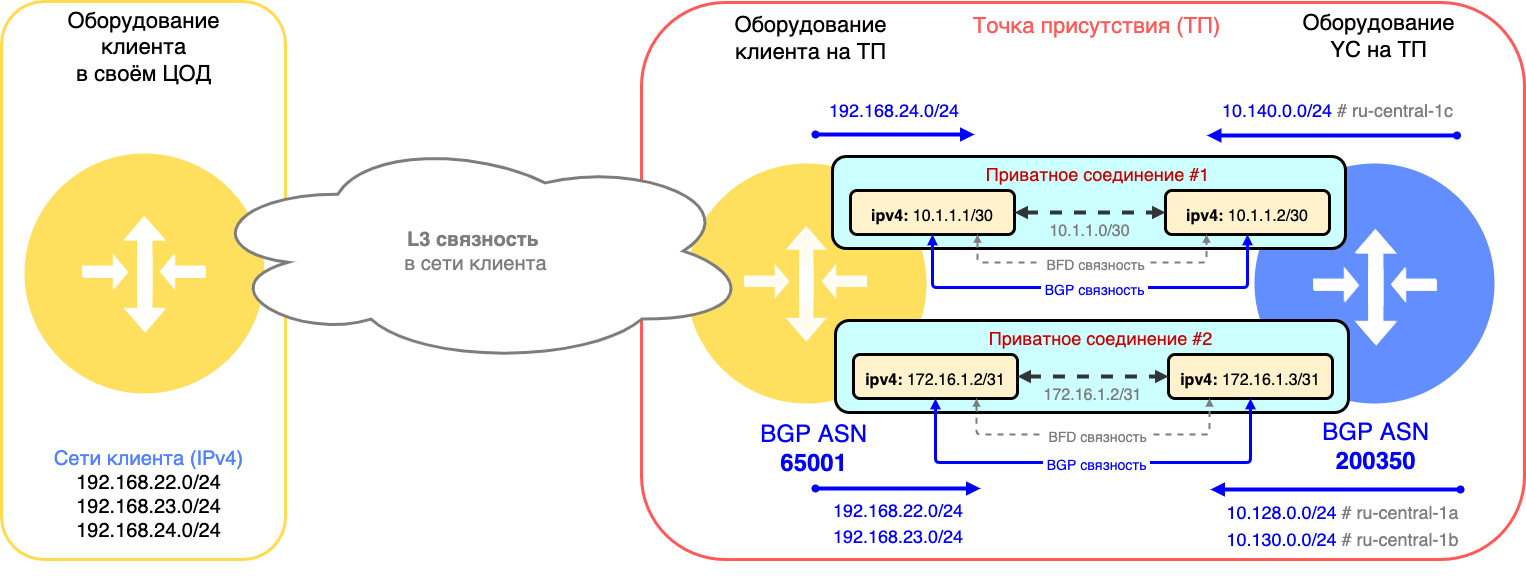 Оборудование
клиента
в своём ЦОД
Сети клиента (IPv4)
192.168.22.0/24
192.168.23.0/24
192.168.24.0/24
L3 связность
в сети клиента
Точка присутствия (ТП)
Оборудование
клиента на ТП
Оборудование
YC на ТП
192.168.24.0/24
10.140.0.0/24 # ru-central-1c
Приватное соединение #1
ipv4: 10.1.1.1/30
ipv4: 10.1.1.2/30
10.1.1.0/30
BFD связность
BGP связность
Приватное соединение #2
ipv4: 172.16.1.2/31
ipv4: 172.16.1.3/31
172.16.1.2/31
BFD связность
BGP связность
BGP ASN
65001
BGP ASN
200350
192.168.22.0/24
192.168.23.0/24
10.128.0.0/24 # ru-central-1a
10.130.0.0/24 # ru-central-1b